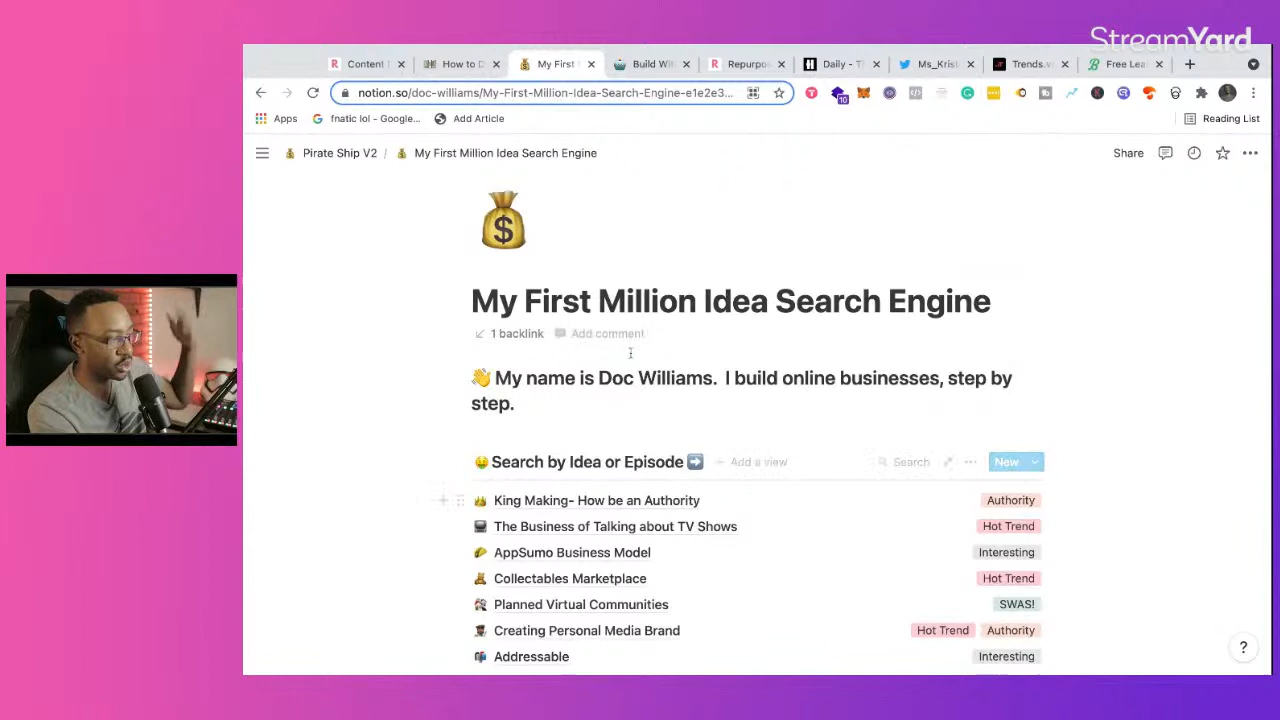 StreamYard
Content
How to D
My First
Build Wit
Repurpos
Daily - T
Ms_Krist
Trends.v
Free Lea
notion.so/doc-williams/My-First-Million-Idea-Search-Engine-e1e2e3...
10
Apps
fnatic lol - Google...
Add Article
Reading List
Pirate Ship V2 / My First Million Idea Search Engine
Share
My First Million Idea Search Engine
1 backlink
Add comment
My name is Doc Williams. I build online businesses, step by
step.
Search by Idea or Episode
Add a view
Search
New
King Making- How be an Authority
Authority
The Business of Talking about TV Shows
Hot Trend
AppSumo Business Model
Interesting
Collectables Marketplace
Hot Trend
Planned Virtual Communities
SWAS!
Creating Personal Media Brand
Hot Trend
Authority
Addressable
Interesting
?